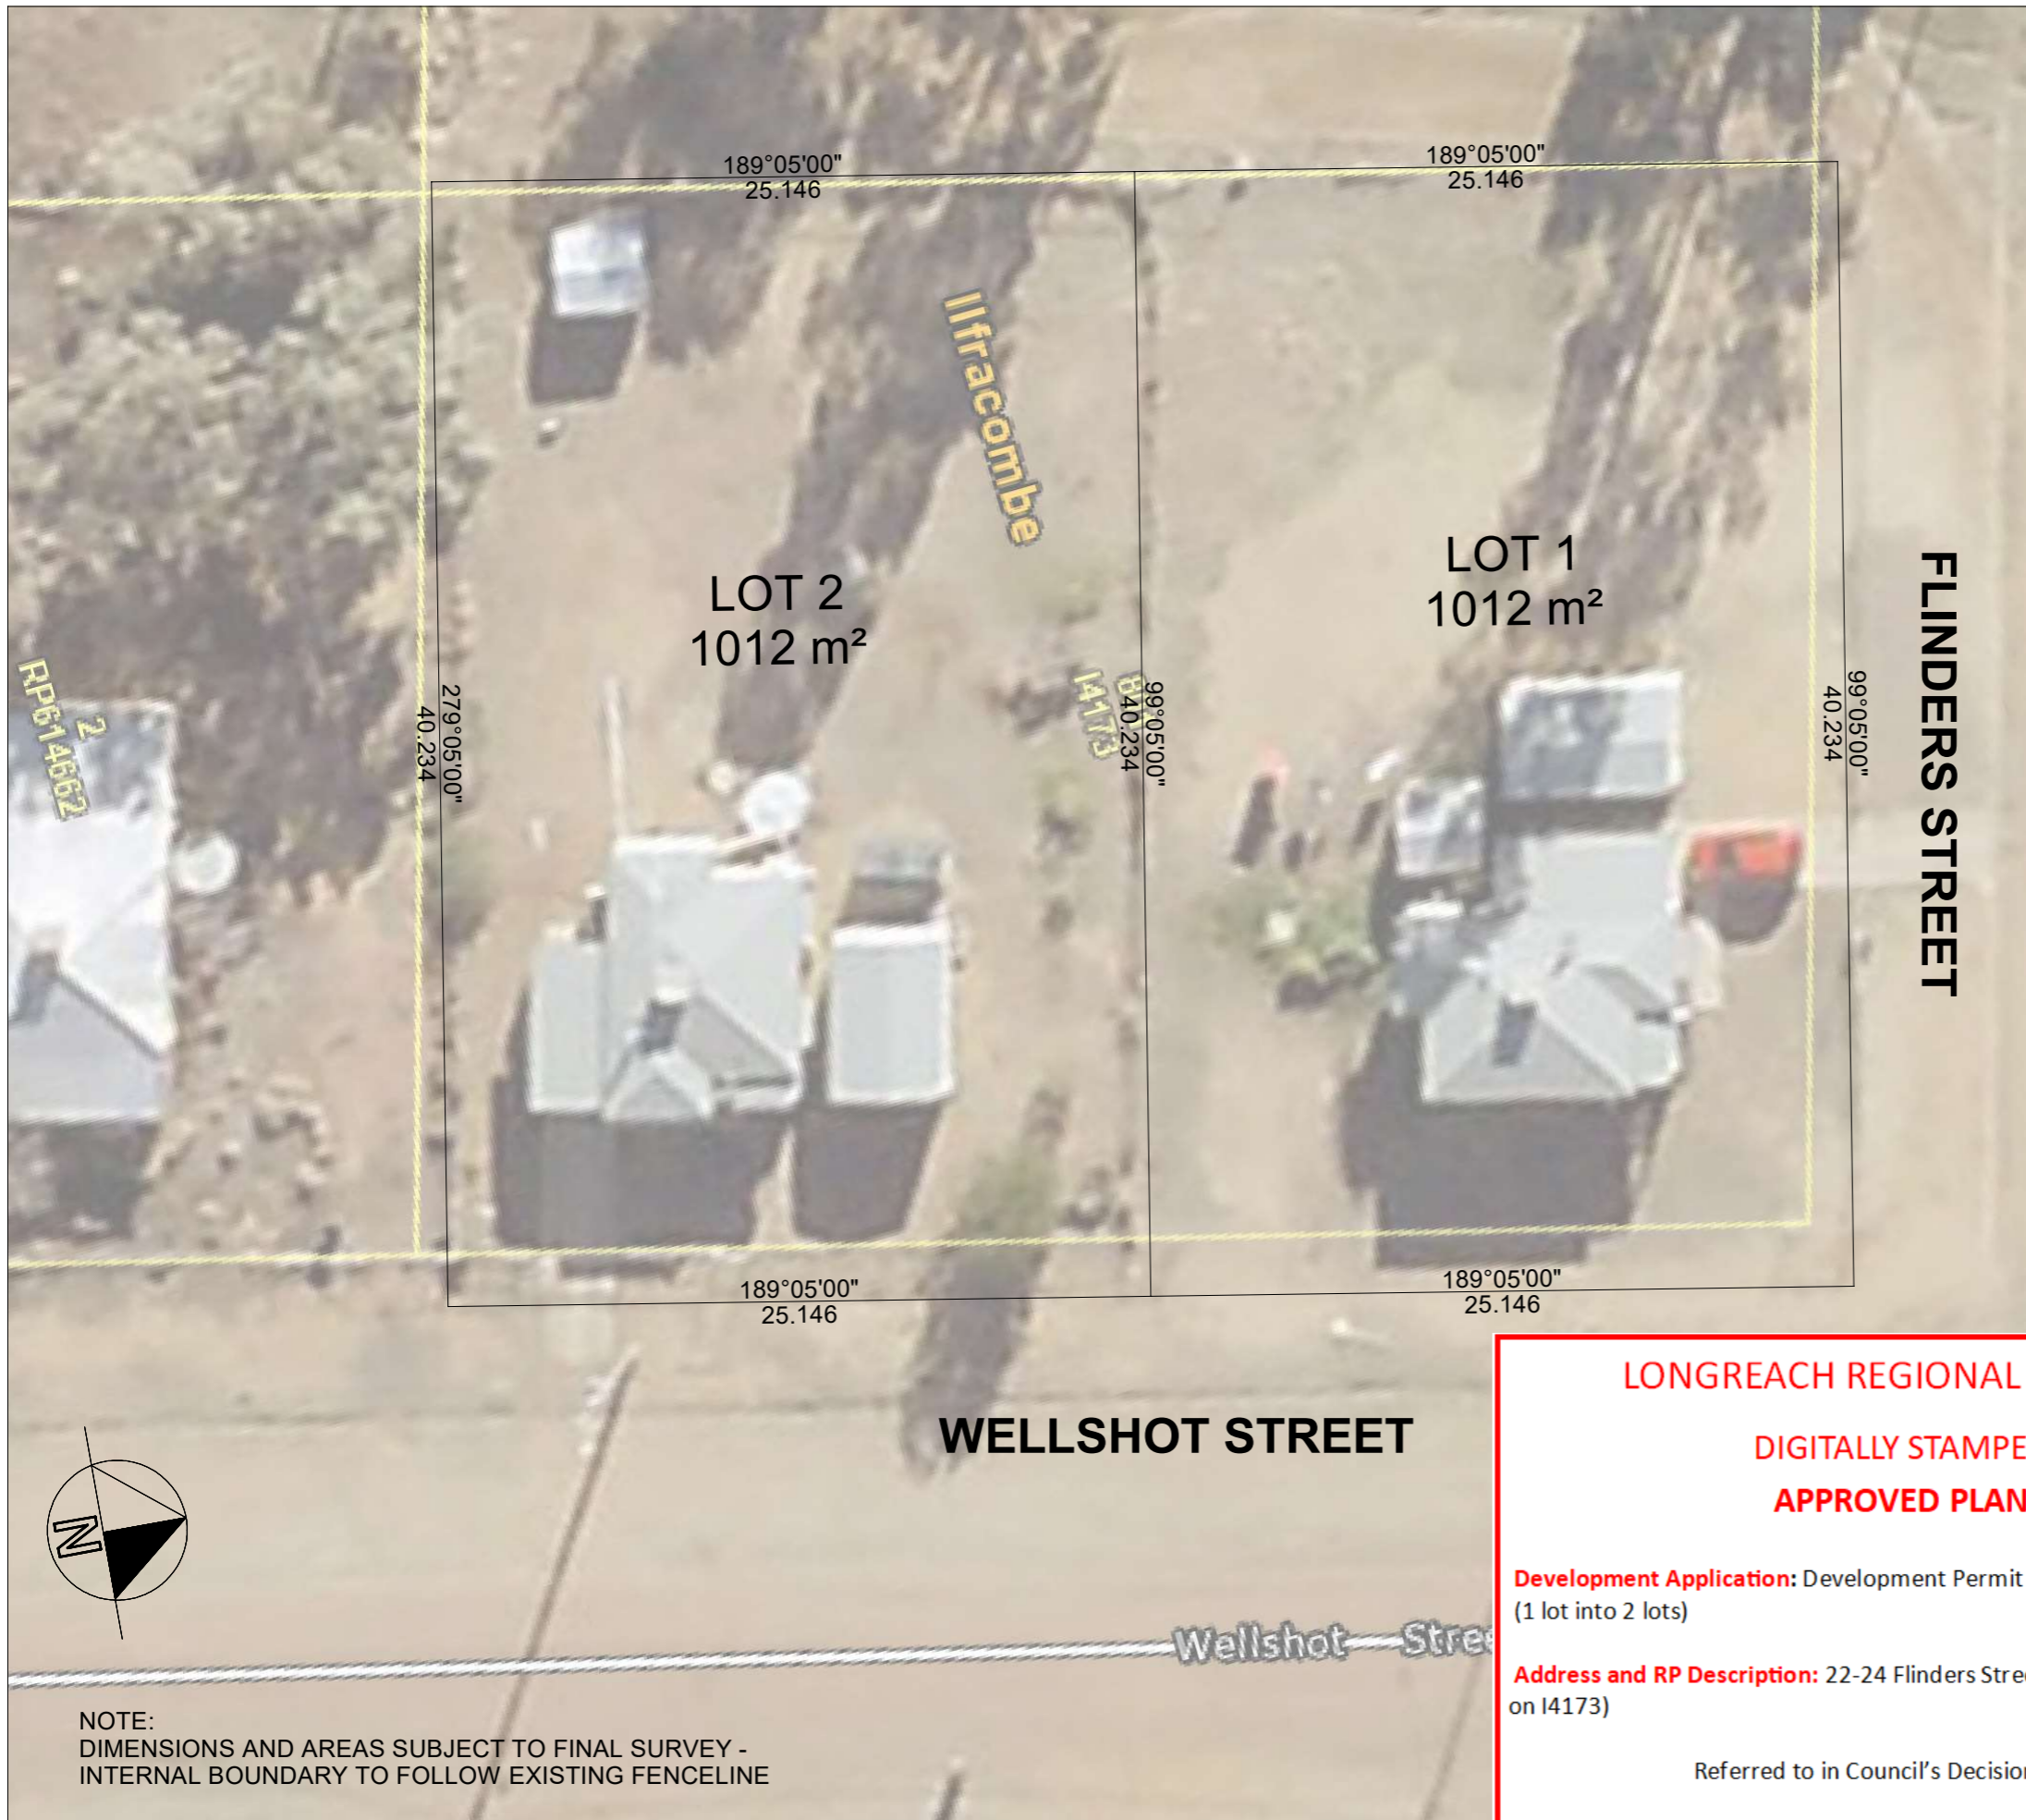 189°05'00"
25.146
189°05'00"
25.146
Ilfracombe
LOT 2
1012 m²
LOT 1
1012 m²
FLINDERS STREET
2
RP614662
279°05'00"
40.234
I4173
99°05'00"
40.234
99°05'00"
40.234
189°05'00"
25.146
189°05'00"
25.146
WELLSHOT STREET
N
Wellshot Stree
NOTE:
DIMENSIONS AND AREAS SUBJECT TO FINAL SURVEY -
INTERNAL BOUNDARY TO FOLLOW EXISTING FENCELINE
LONGREACH REGIONAL
DIGITALLY STAMPE
APPROVED PLAN
Development Application: Development Permit
(1 lot into 2 lots)
Address and RP Description: 22-24 Flinders Stre
on I4173)
Referred to in Council's Decision